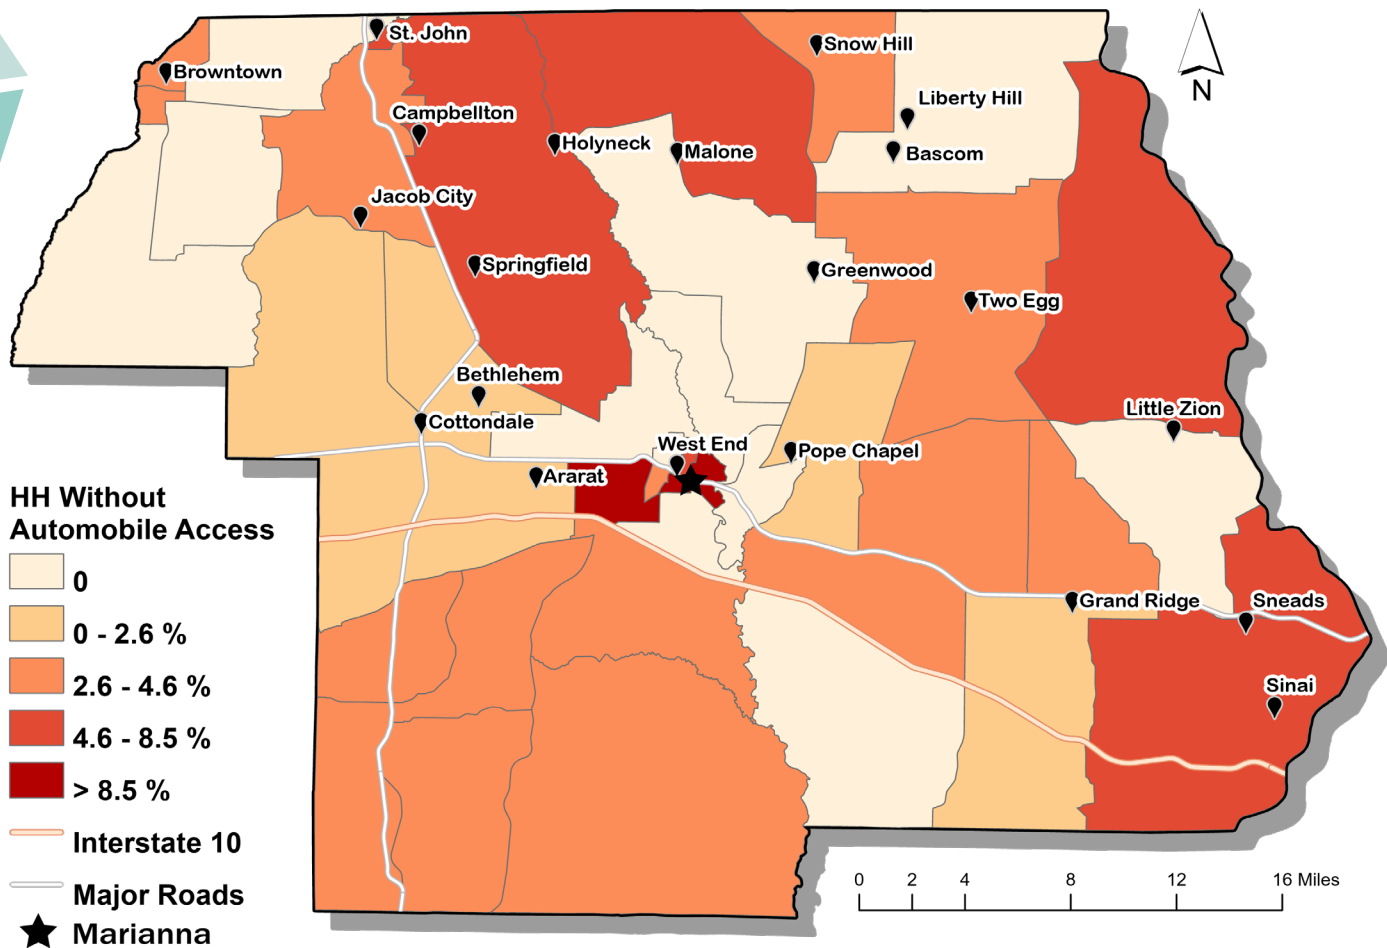 St. John
Snow Hill
Browntown
Liberty Hill
Campbellton
Holyneck
Malone
Bascom
Jacob City
Springfield
Greenwood
Two Egg
Bethlehem
Little Zion
Cottondale
West End
Pope Chapel
Ararat
Grand Ridge
Sneads
Sinai
N
HH Without
Automobile Access
0
0 - 2.6 %
2.6 - 4.6 %
4.6 - 8.5 %
> 8.5 %
Interstate 10
Major Roads
Marianna
0 2 4 8 12 16 Miles